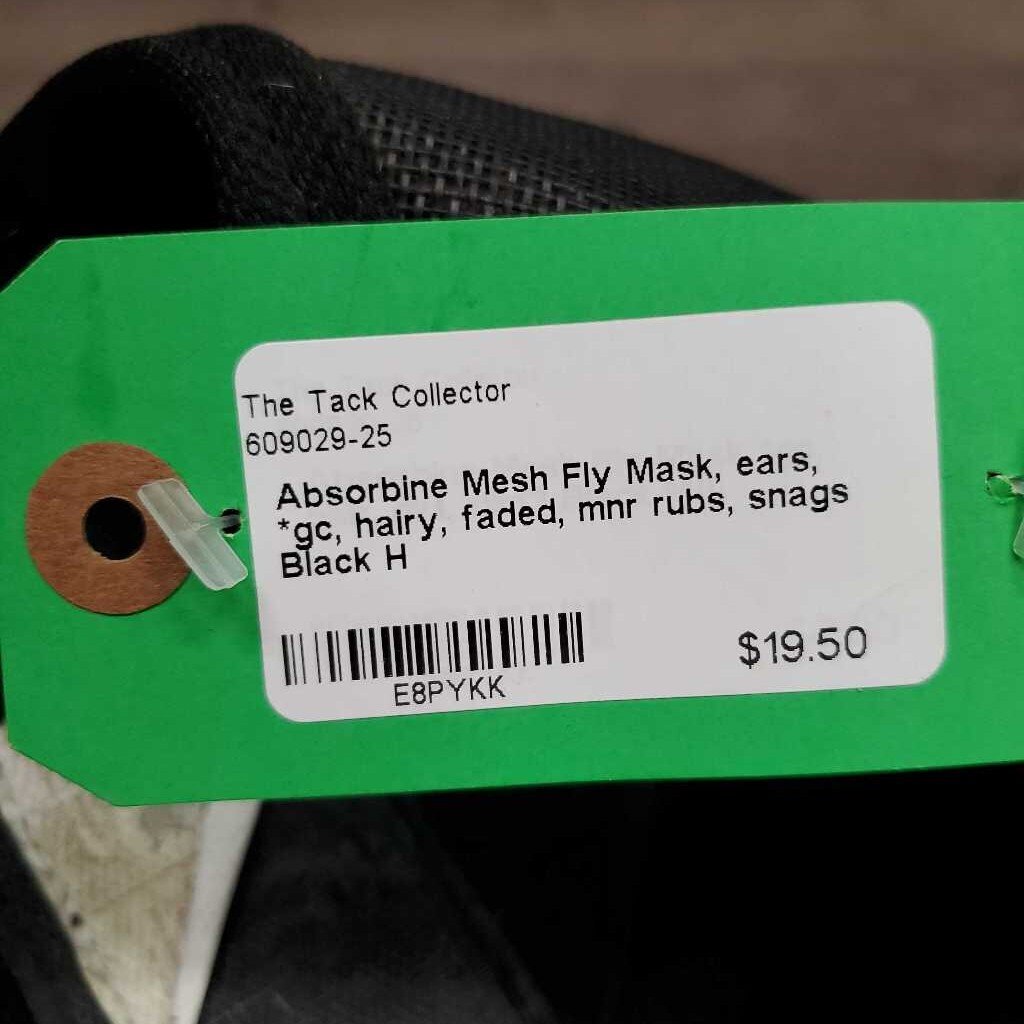 The Tack Collector
609029-25
Absorbine Mesh Fly Mask, ears,
*gc, hairy, faded, mnr rubs, snags
Black H
E8PYKK
$19.50